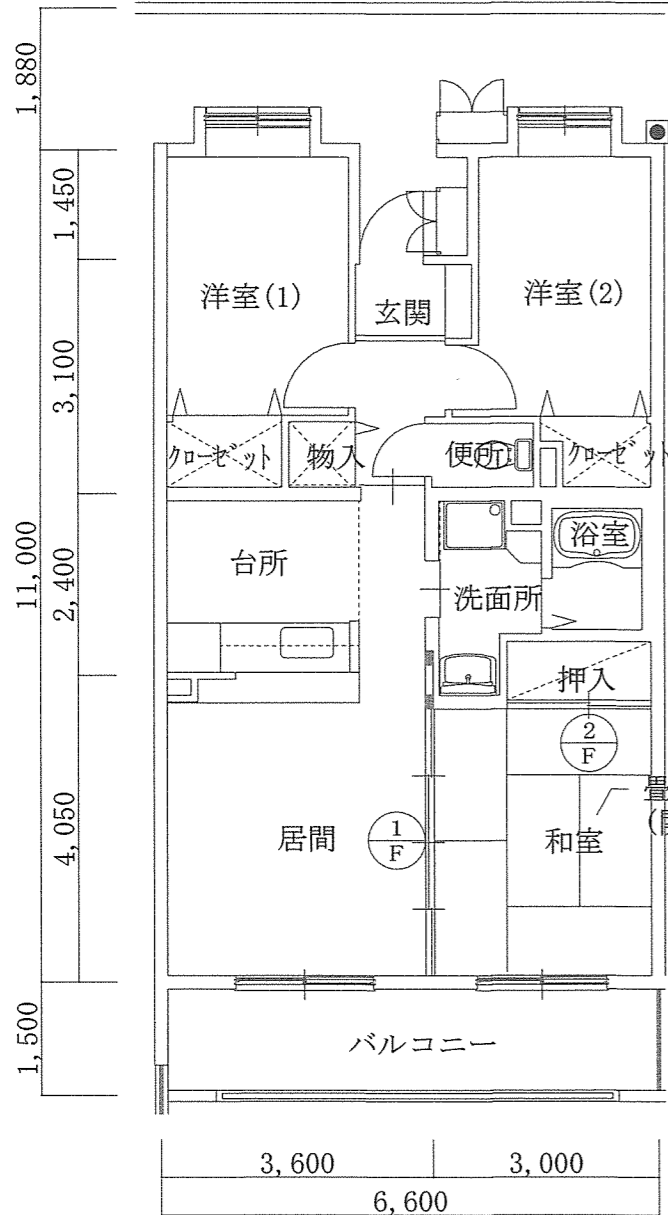 1,880
1,450
洋室(1)
玄関
洋室(2)
3,100
クローゼット
物入
便所
クローゼット
11,000
2,400
台所
洗面所
浴室
押入
2
F
4,050
居間
1
F
和室
1,500
バルコニー
3,600
3,000
6,600